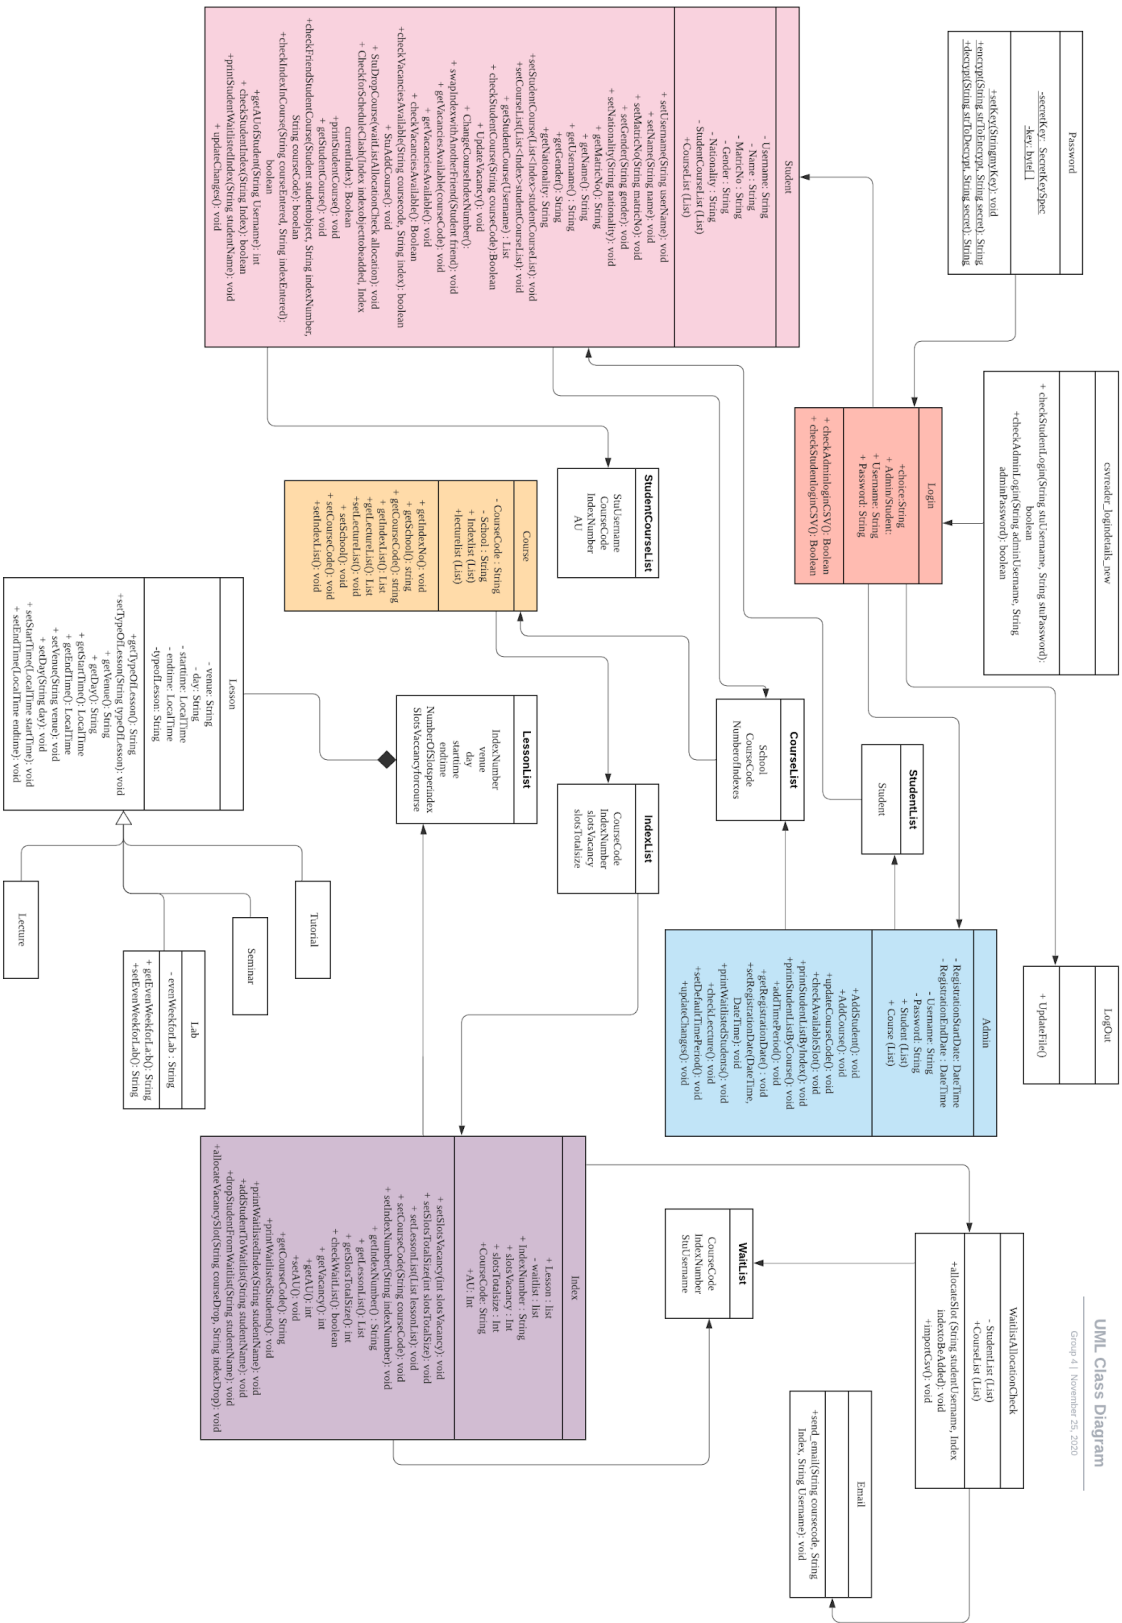 UML Class Diagram
Group 4 | November 25, 2020
Password
-secretKey: SecretKeySpec
-key: byte[ ]
+setKey(StringmyKey): void
+encrypt(String strToEncrypt, String secret): String
+decrypt(String strToDecrypt, String secret): String
csvreader_logindetails_new
+ checkStudentLogin(String stuUsername, String stuPassword):
boolean
+checkAdminLogin(String adminUsername, String
adminPassword): boolean
LogOut
+ UpdateFile()
WaitlistAllocationCheck
- StudentList (List)
+CourseList (List)
+allocateSlot (String studentUsername, Index
indextoBeAdded): void
+importCsv(): void
Login
+choice:String
+ Admin/Student:
+ Username: String
+ Password: String
+ checkAdminloginCSV(): Boolean
+ checkStudentloginCSV(): Boolean
Admin
- RegistrationStartDate: DateTime
- RegistrationEndDate : DateTime
- Username: String
- Password: String
+ Student (List)
+ Course (List)
+AddStudent(): void
+AddCourse(): void
+updateCourseCode(): void
+checkAvailableSlot(): void
+printStudentListByIndex(): void
+printStudentListByCourse(): void
+addTimePeriod(): void
+getRegistrationDate() : void
+setRegistrationDate(DateTime,
DateTime): void
+printWaitlistedStudents(): void
+checkLeccture(): void
+setDefaultTimePeriod(): void
+updateChanges(): void
StudentList
Student
Email
+send_email(String coursecode, String
Index, String Username): void
Student
- Username: String
- Name : String
- MatricNo : String
- Gender : String
- Nationality : String
- StudentCourseList (List)
+CourseList (List)
+ setUsername(String userName): void
+ setName(String name): void
+ setMatricNo(String matricNo): void
+ setGender(String gender): void
+ setNationality(String nationality): void
+getMatricNo(): String
+ getName(): String
+ getUsername() : String
+getGender(): String
+getNationality : String
+setStudentCourse(List<Index>studentCourseList): void
+setCourseList(List<Index>studentCourseList): void
+ getStudentCourse(Username) : List
+ checkStudentCourse(String courseCode):Boolean
+ UpdateVacancy(): void
+ ChangeCourseIndexNumber():
+ swapIndexwithAnotherFriend(Student friend): void
+ getVacanciesAvailable(courseCode): void
+ getVacanciesAvailable(): void
+ checkVacanciesAvailable(): Boolean
+checkVacanciesAvailable(String coursecode, String index): boolean
+ StuAddCourse(): void
+ StuDropCourse(waitListAllocationCheck allocation): void
+ CheckforScheduleClash(Index indexobjecttobeadded, Index
currentIndex): Boolean
+printStudentCourse(): void
+ getStudentCourse(): void
+checkFriendStudentCourse(Student studentobject, String indexNumber,
String courseCode): booelan
+checkIndexInCourse(String courseEntered, String indexEntered):
boolean
+getAUofStudent(String Username): int
+ checkStudentIndex(String Index): boolean
+printStudentWaitlistedIndex(String studentName): void
+ updateChanges(): void
CourseList
School
CourseCode
NumberofIndexes
WaitList
CourseCode
IndexNumber
StuUsername
StudentCourseList
StuUsername
CourseCode
IndexNumber
AU
IndexList
CourseCode
IndexNumber
slotsVacancy
slotsTotalsize
Index
+ Lesson : list
- waitlist : list
+ IndexNumber : String
+ slotsVacancy : Int
+ slotsTotalsize : Int
+CourseCode: String
+AU: Int
+ setSlotsVacancy(int slotsVacancy): void
+setSlotsTotalSize(int slotsTotalSize): void
+ setLessonList(List lessonList): void
+ setCourseCode(String courseCode): void
+ setIndexNumber(String indexNumber): void
+ getIndexNumber() : String
+ getLessonList(): List
+ getSlotsTotalSize(): int
+ checkWaitList(): boolean
+ getVacancy(): int
+getAU(): int
+setAU(): void
+getCourseCode(): String
+printWaitlistedStudents(): void
+printWaitlistedIndex(String studentName): void
+addStudentToWaitlist(String studentName): void
+dropStudentFromWaitlist(String studentName): void
+allocateVacancySlot(String courseDrop, String indexDrop): void
Course
- CourseCode : String
- School : String
+ Indexlist (List)
+lecturelist (List)
+ getIndexNo(): void
+ getSchool(): string
+ getCourseCode(): string
+ getIndexList(): List
+getLectureList(): List
+setLectureList(): void
+ setSchool(): void
+ setCourseCode(): void
+setIndexList(): void
LessonList
IndexNumber
venue
day
starttime
endtime
NumberOfSlotsperindex
SlotsVaccancyforcourse
Lesson
- venue: String
- day: String
- starttime: LocalTime
- endtime: LocalTime
-typeofLesson: String
+getTypeOfLesson(): String
+setTypeOfLesson(String typeOfLesson): void
+ getVenue(): String
+ getDay(): String
+ getStartTime(): LocalTime
+ getEndTime(): LocalTime
+ setVenue(String venue): void
+ setDay(String day): void
+ setStartTime(LocalTime startTime): void
+ setEndTime(LocalTime endtime): void
Tutorial
Seminar
Lab
- evenWeekforLab : String
+ getEvenWeekforLab(): String
+setEvenWeekforLab(): String
Lecture